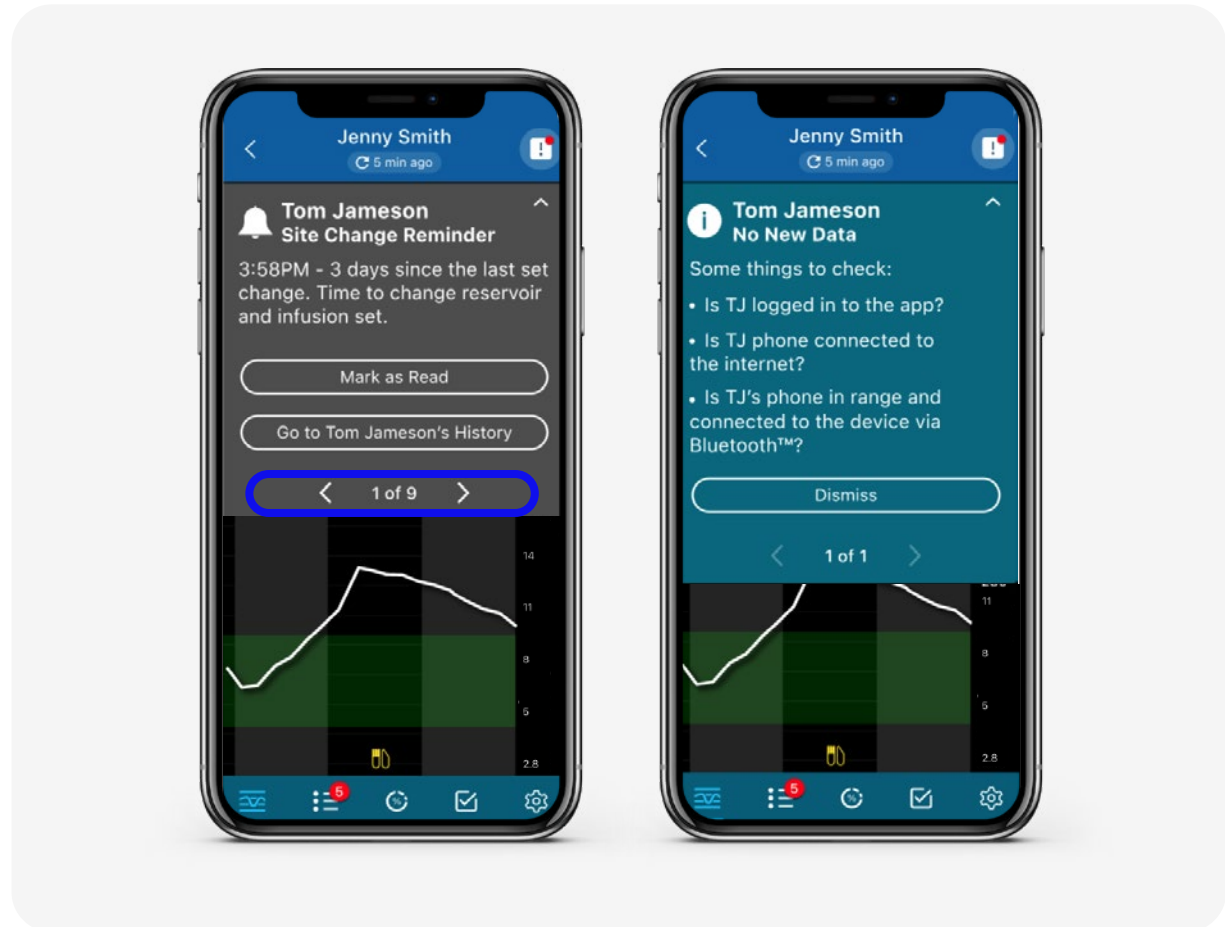 Jenny Smith
5 min ago
!
Tom Jameson
Site Change Reminder
3:58PM - 3 days since the last set
change. Time to change reservoir
and infusion set.
Mark as Read
Go to Tom Jameson's History
1 of 9
14
11
8
5
2.8
5
%
Jenny Smith
5 min ago
!
i
Tom Jameson
No New Data
Some things to check:
• Is TJ logged in to the app?
• Is TJ phone connected to
the internet?
• Is TJ's phone in range and
connected to the device via
Bluetooth™?
Dismiss
1 of 1
11
8
5
2.8
5
%